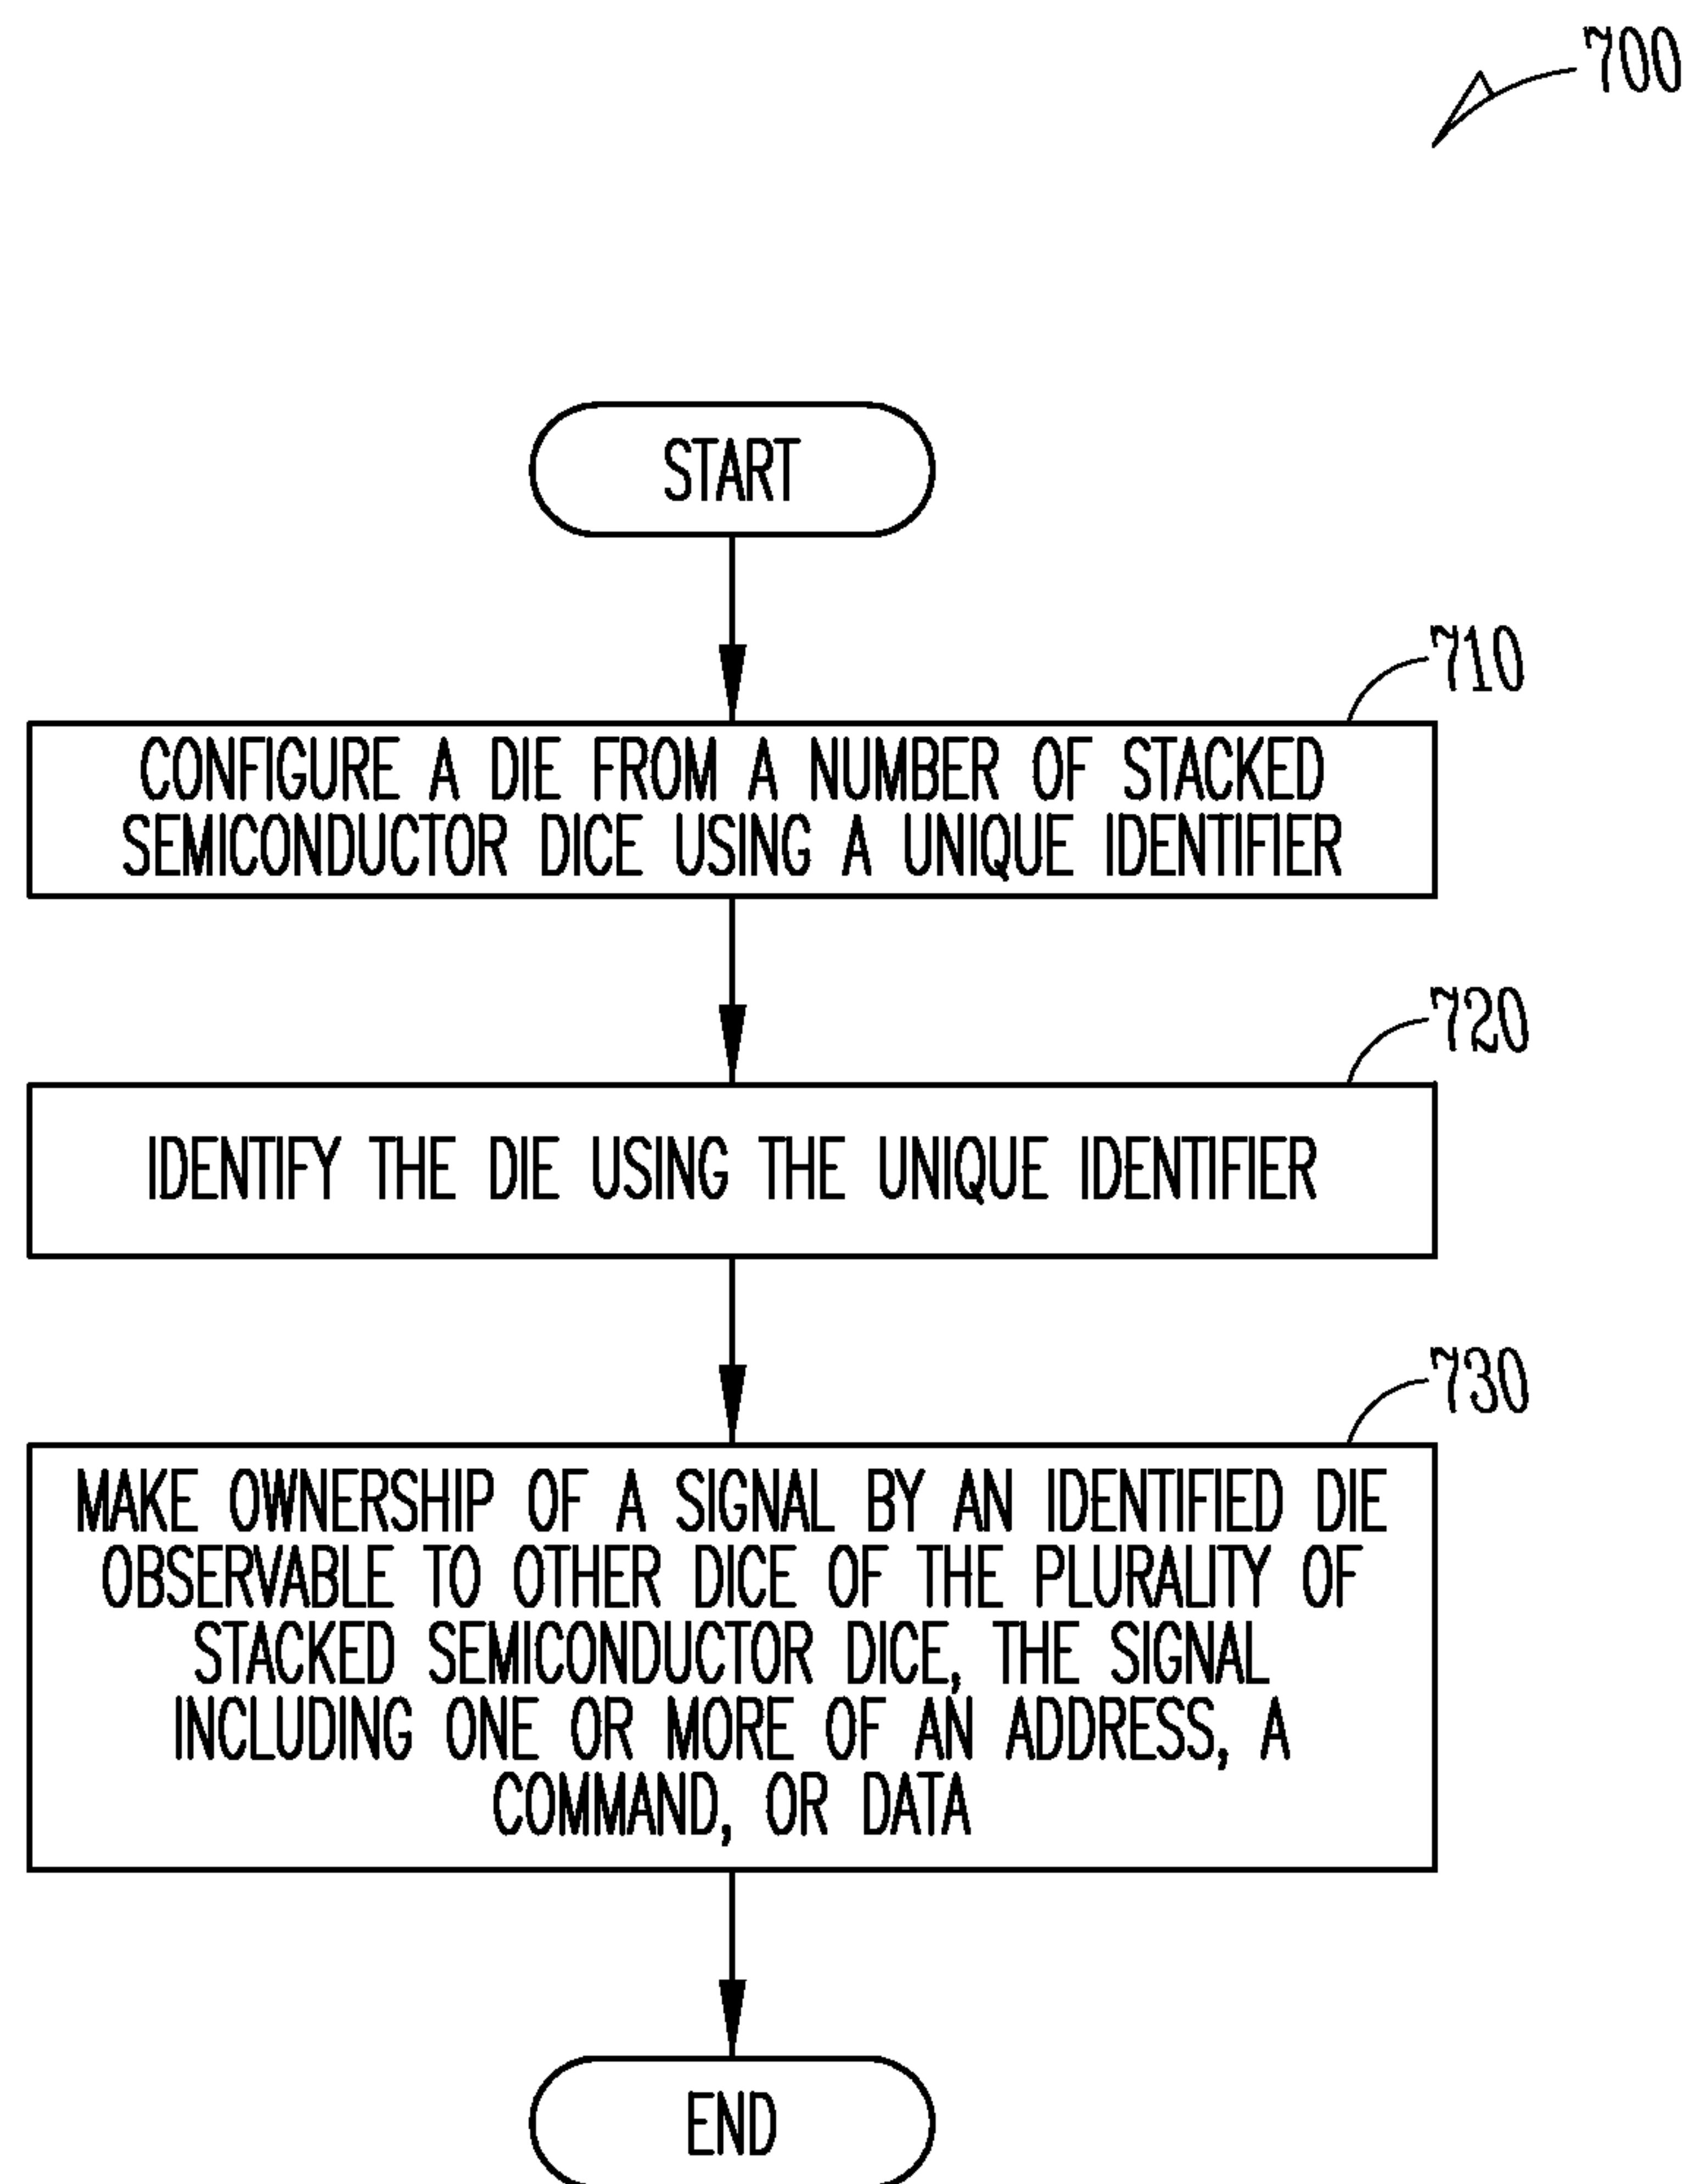 700
START
710
CONFIGURE A DIE FROM A NUMBER OF STACKED
SEMICONDUCTOR DICE USING A UNIQUE IDENTIFIER
720
IDENTIFY THE DIE USING THE UNIQUE IDENTIFIER
730
MAKE OWNERSHIP OF A SIGNAL BY AN IDENTIFIED DIE
OBSERVABLE TO OTHER DICE OF THE PLURALITY OF
STACKED SEMICONDUCTOR DICE, THE SIGNAL
INCLUDING ONE OR MORE OF AN ADDRESS, A
COMMAND, OR DATA
END